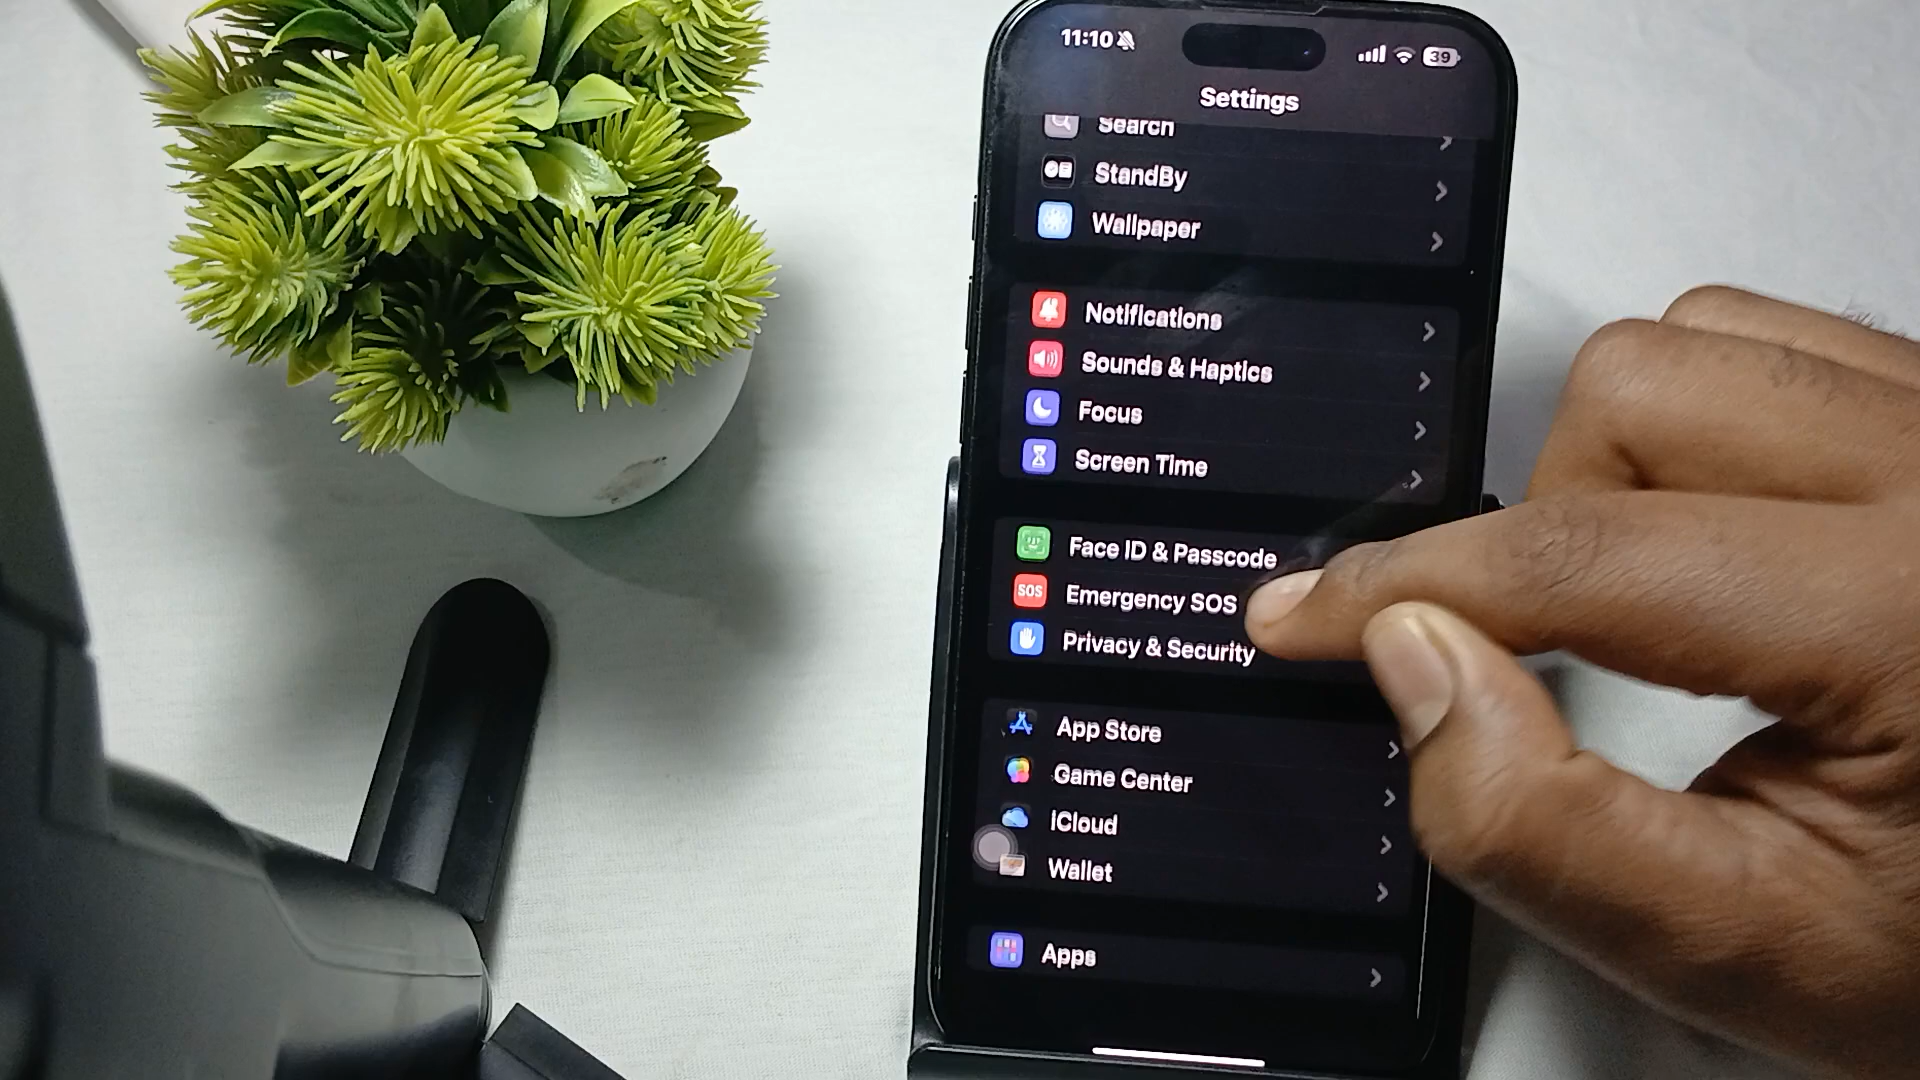 11:10
39
Settings
Search
StandBy
Wallpaper
Notifications
Sounds & Haptics
Focus
Screen Time
Face ID & Passcode
SOS Emergency SOS
Privacy & Security
App Store
Game Center
iCloud
Wallet
Apps